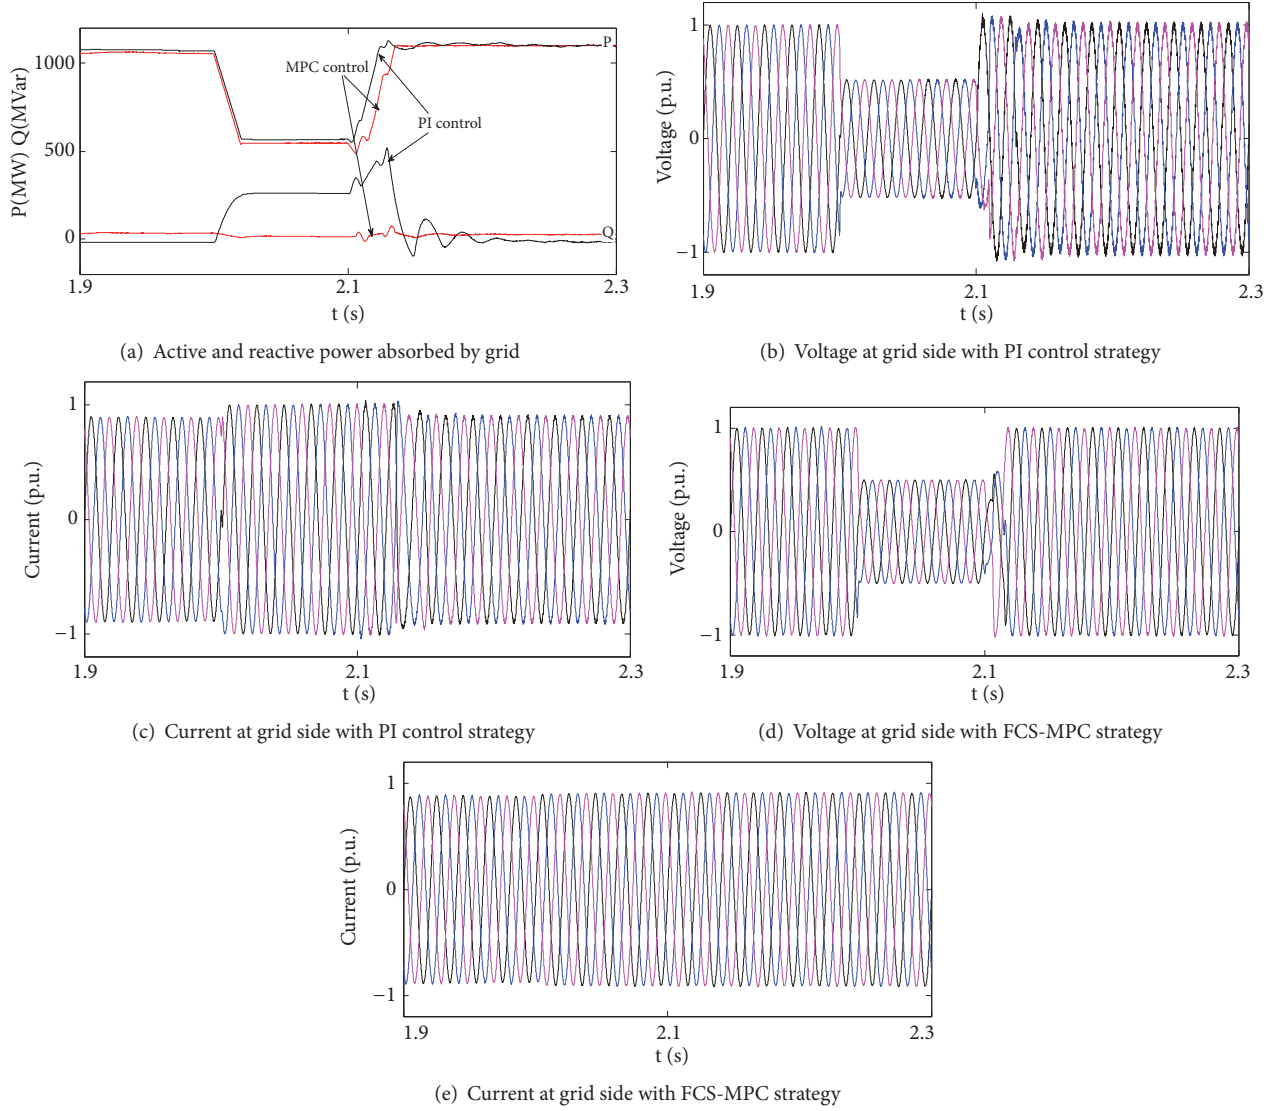 1000
500
0
P(MW) Q(MVar)
MPC control
PI control
P
Q
1.9
2.1
2.3
t (s)
(a) Active and reactive power absorbed by grid
1
0
−1
Voltage (p.u.)
1.9
2.1
2.3
t (s)
(b) Voltage at grid side with PI control strategy
1
0
−1
Current (p.u.)
1.9
2.1
2.3
t (s)
(c) Current at grid side with PI control strategy
1
0
−1
Voltage (p.u.)
1.9
2.1
2.3
t (s)
(d) Voltage at grid side with FCS-MPC strategy
1
0
−1
Current (p.u.)
1.9
2.1
2.3
t (s)
(e) Current at grid side with FCS-MPC strategy